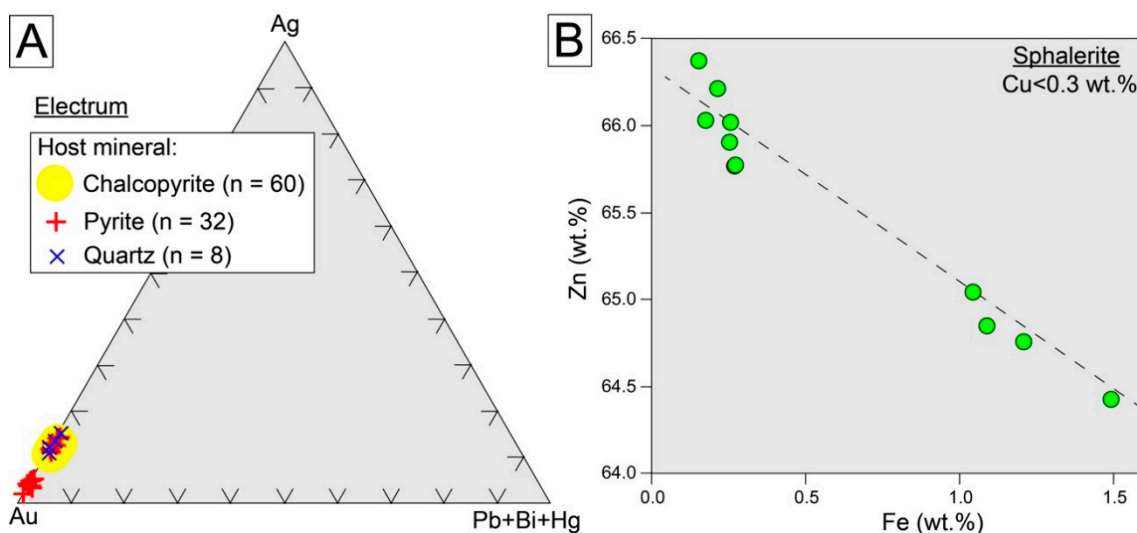 A
Ag
Electrum
Host mineral:
Chalcopyrite (n = 60)
Pyrite (n = 32)
Quartz (n = 8)
Au
Pb+Bi+Hg
B
Sphalerite
Cu<0.3 wt.%
Zn (wt.%)
66.5
66.0
65.5
65.0
64.5
64.0
0.0
0.5
1.0
1.5
Fe (wt.%)